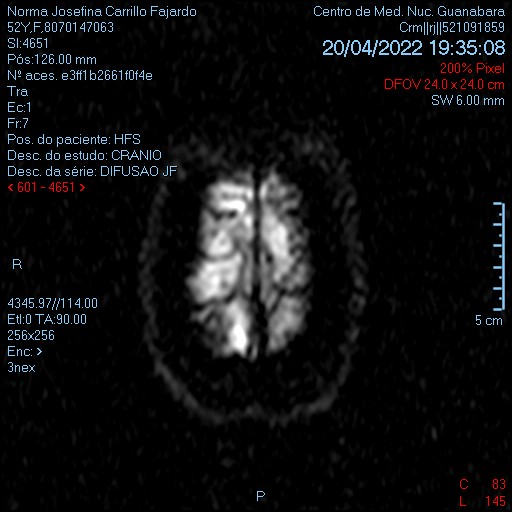 Norma Josefina Carrillo Fajardo
52Y,F,8070147063
SI:4651
Pós:126.00 mm
Nº aces. e3ff1b2661f0f4e
Tra
Ec:1
Fr:7
Pos. do paciente: HFS
Desc. do estudo: CRANIO
Desc. da série: DIFUSAO JF
< 601 - 4651 >
Centro de Med. Nuc. Guanabara
Crm||rj||521091859
20/04/2022 19:35:08
200% Pixel
DFOV 24.0 x 24.0 cm
SW 6.00 mm
R
5 cm
4345.97//114.00
Etl:0 TA:90.00
256x256
Enc: >
3nex
P
C 83
L 145